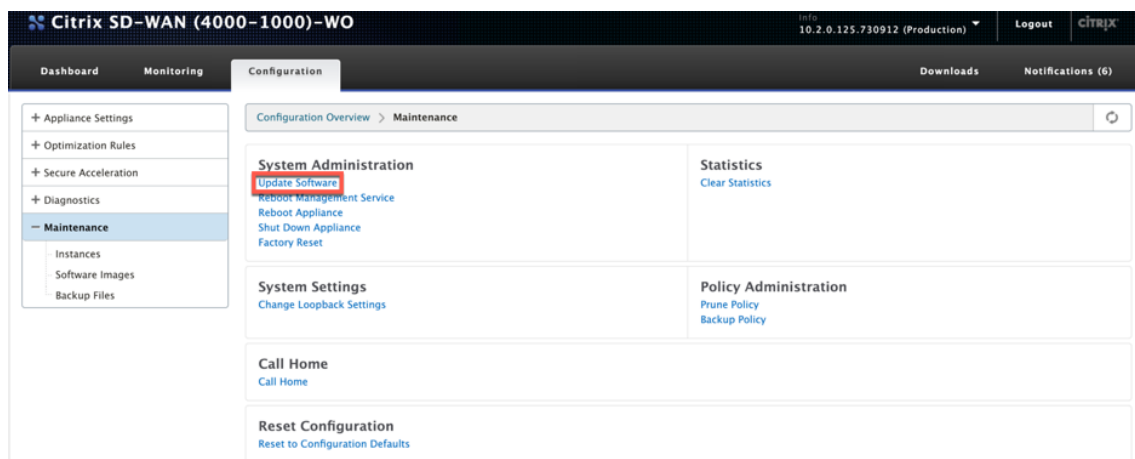 Citrix SD-WAN (4000-1000)-WO
Info
10.2.0.125.730912 (Production)
Logout
CITRIX
Dashboard
Monitoring
Configuration
Downloads
Notifications (6)
+ Appliance Settings
+ Optimization Rules
+ Secure Acceleration
+ Diagnostics
− Maintenance
Instances
Software Images
Backup Files
Configuration Overview > Maintenance
System Administration
Update Software
Reboot Management Service
Reboot Appliance
Shut Down Appliance
Factory Reset
Statistics
Clear Statistics
System Settings
Change Loopback Settings
Policy Administration
Prune Policy
Backup Policy
Call Home
Call Home
Reset Configuration
Reset to Configuration Defaults